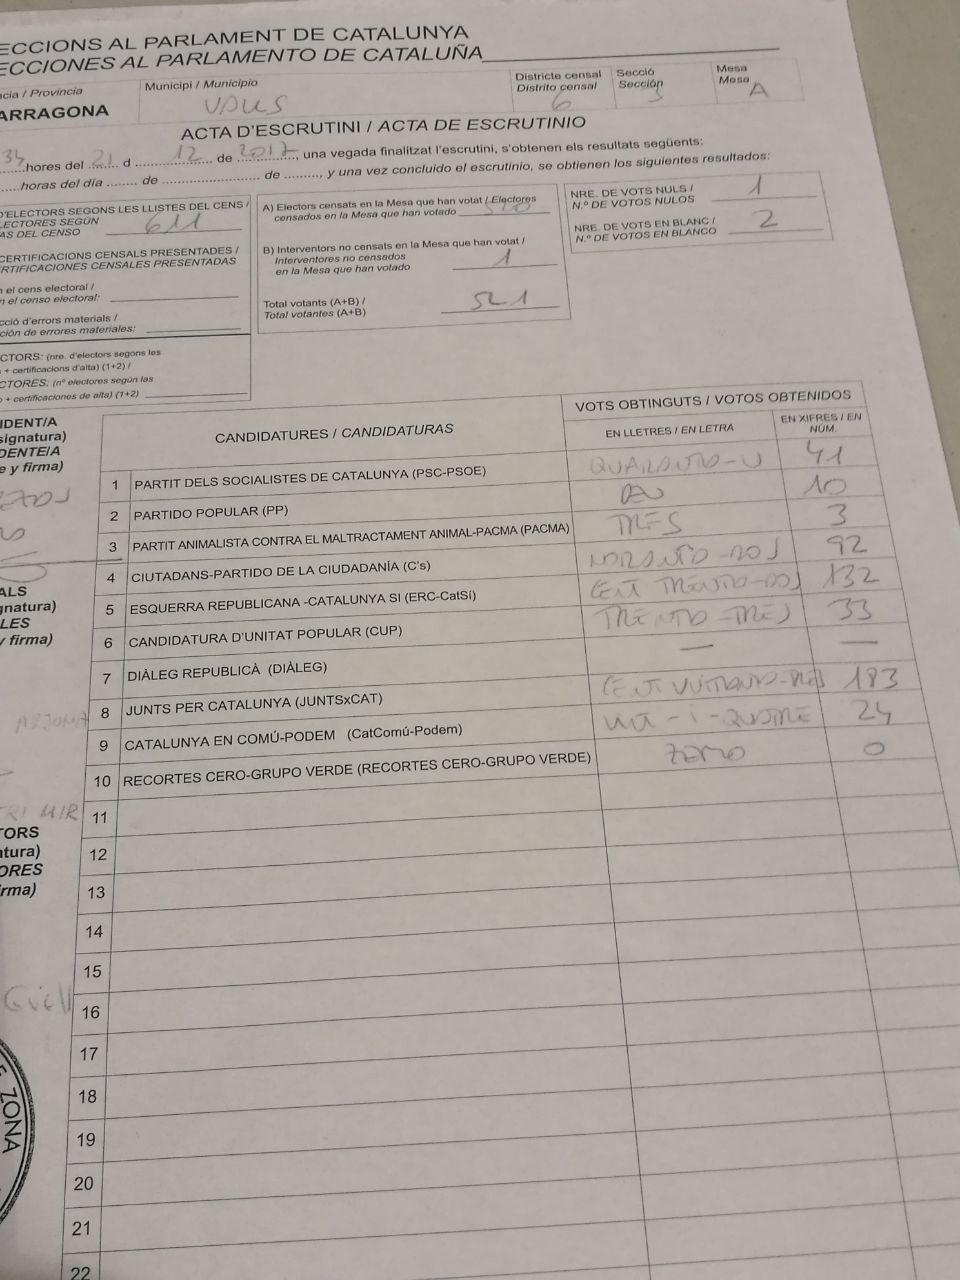 ECCIONS AL PARLAMENT DE CATALUNYA
ECCIONES AL PARLAMENTO DE CATALUÑA
ncia / Provincia
ARRAGONA
Municipi / Municipio
VALLS
Districte censal
Distrito censal
6
Secció
Sección
Mesa
Mesa
A
ACTA D'ESCRUTINI / ACTA DE ESCRUTINIO
34 hores del 21 d 12 de 2017, una vegada finalitzat l'escrutini, s'obtenen els resultats següents:
horas del día de de, y una vez concluido el escrutinio, se obtienen los siguientes resultados:
D'ELECTORS SEGONS LES LLISTES DEL CENS /
LECTORES SEGÚN
AS DEL CENSO 611
CERTIFICACIONS CENSALS PRESENTADES /
RTIFICACIONES CENSALES PRESENTADAS
n el cens electoral /
n el censo electoral:
cció d'errors materials /
ción de errores materiales:
CTORS: (nre. d'electors segons les
+ certificacions d'alta) (1+2) /
CTORES: (nº electores según las
o + certificaciones de alta) (1+2)
A) Electors censats en la Mesa que han votat / Electores
censados en la Mesa que han votado 520
B) Interventors no censats en la Mesa que han votat /
Interventores no censados
en la Mesa que han votado 1
Total votants (A+B) /
Total votantes (A+B) 521
NRE. DE VOTS NULS /
N.º DE VOTOS NULOS 1
NRE. DE VOTS EN BLANC /
N.º DE VOTOS EN BLANCO 2
IDENT/A
signatura)
DENTE/A
e y firma)
ALS
gnatura)
LES
y firma)
ARJONA
MIR
TORS
atura)
ORES
irma)
Güell
ZONA
CANDIDATURES / CANDIDATURAS
VOTS OBTINGUTS / VOTOS OBTENIDOS
EN LLETRES / EN LETRA
EN XIFRES / EN
NÚM.
1 PARTIT DELS SOCIALISTES DE CATALUNYA (PSC-PSOE) QUARANTA-U 41
2 PARTIDO POPULAR (PP) DEU 10
3 PARTIT ANIMALISTA CONTRA EL MALTRACTAMENT ANIMAL-PACMA (PACMA) TRES 3
4 CIUTADANS-PARTIDO DE LA CIUDADANÍA (C's) NORANTA-DOS 92
5 ESQUERRA REPUBLICANA -CATALUNYA SI (ERC-CatSí) CENT TRENTA-DOS 132
6 CANDIDATURA D'UNITAT POPULAR (CUP) TRENTA-TRES 33
7 DIÀLEG REPUBLICÀ (DIÀLEG) — —
8 JUNTS PER CATALUNYA (JUNTSxCAT) CENT VUITANTA-TRES 183
9 CATALUNYA EN COMÚ-PODEM (CatComú-Podem) VINT-I-QUATRE 24
10 RECORTES CERO-GRUPO VERDE (RECORTES CERO-GRUPO VERDE) ZERO 0
11
12
13
14
15
16
17
18
19
20
21
22